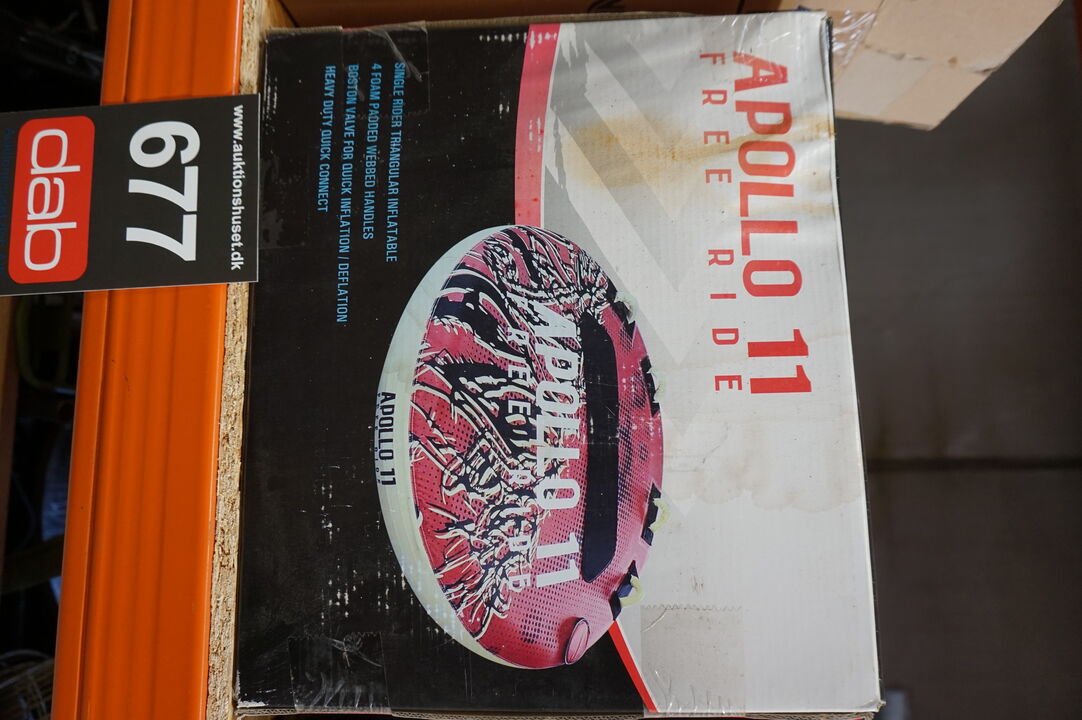 www.auktionshuset.dk
677
dab
APOLLO 11
FREE RIDE
SINGLE RIDER TRIANGULAR INFLATABLE
4 FOAM PADDED WEBBED HANDLES
BOSTON VALVE FOR QUICK INFLATION / DEFLATION
HEAVY DUTY QUICK CONNECT
APOLLO 11
FREE RIDE
APOLLO 11